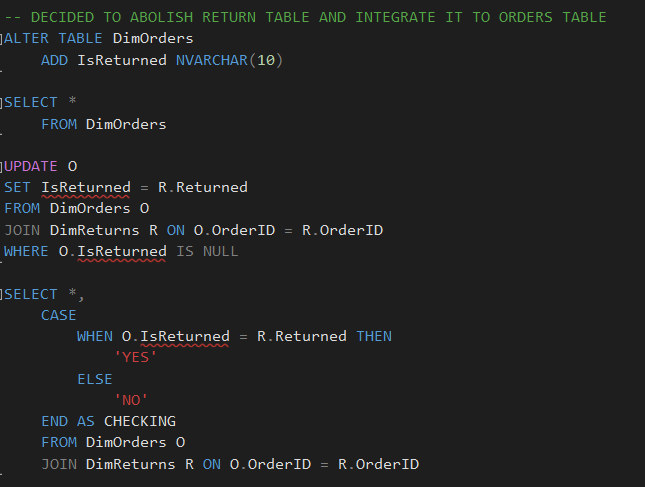 -- DECIDED TO ABOLISH RETURN TABLE AND INTEGRATE IT TO ORDERS TABLE
ALTER TABLE DimOrders
    ADD IsReturned NVARCHAR(10)

SELECT *
    FROM DimOrders

UPDATE O
SET IsReturned = R.Returned
FROM DimOrders O
JOIN DimReturns R ON O.OrderID = R.OrderID
WHERE O.IsReturned IS NULL

SELECT *,
    CASE
        WHEN O.IsReturned = R.Returned THEN
            'YES'
        ELSE
            'NO'
    END AS CHECKING
    FROM DimOrders O
    JOIN DimReturns R ON O.OrderID = R.OrderID